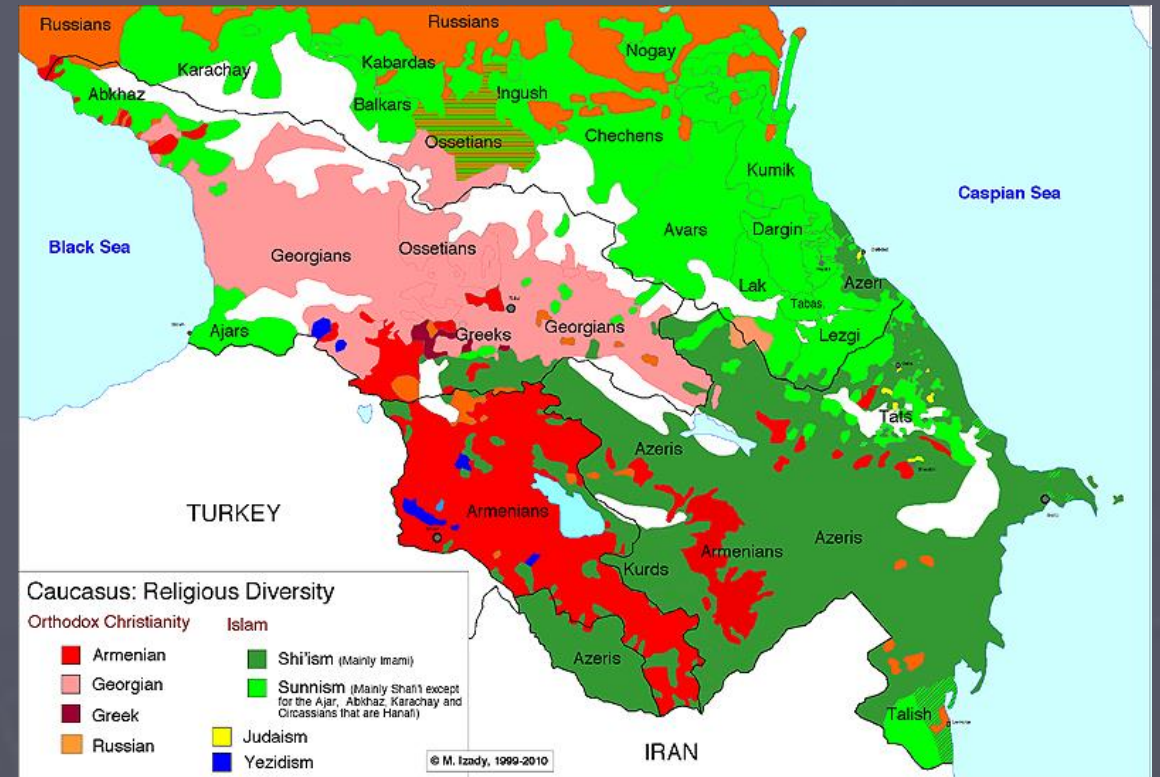 Russians
Russians
Nogay
Karachay
Kabardas
Abkhaz
Balkars
Ingush
Chechens
Ossetians
Kumik
Caspian Sea
Black Sea
Avars
Dargin
Georgians
Ossetians
Lak
Azeri
Tabas.
Ajars
Greeks
Georgians
Lezgi
Tats
Azeris
TURKEY
Armenians
Armenians
Azeris
Kurds
Azeris
Talish
IRAN
Caucasus: Religious Diversity
Orthodox Christianity
Islam
Armenian
Shi'ism (Mainly Imami)
Georgian
Sunnism (Mainly Shafi'i except
for the Ajar, Abkhaz, Karachay and
Circassians that are Hanafi)
Greek
Russian
Judaism
Yezidism
© M. Izady, 1999-2010